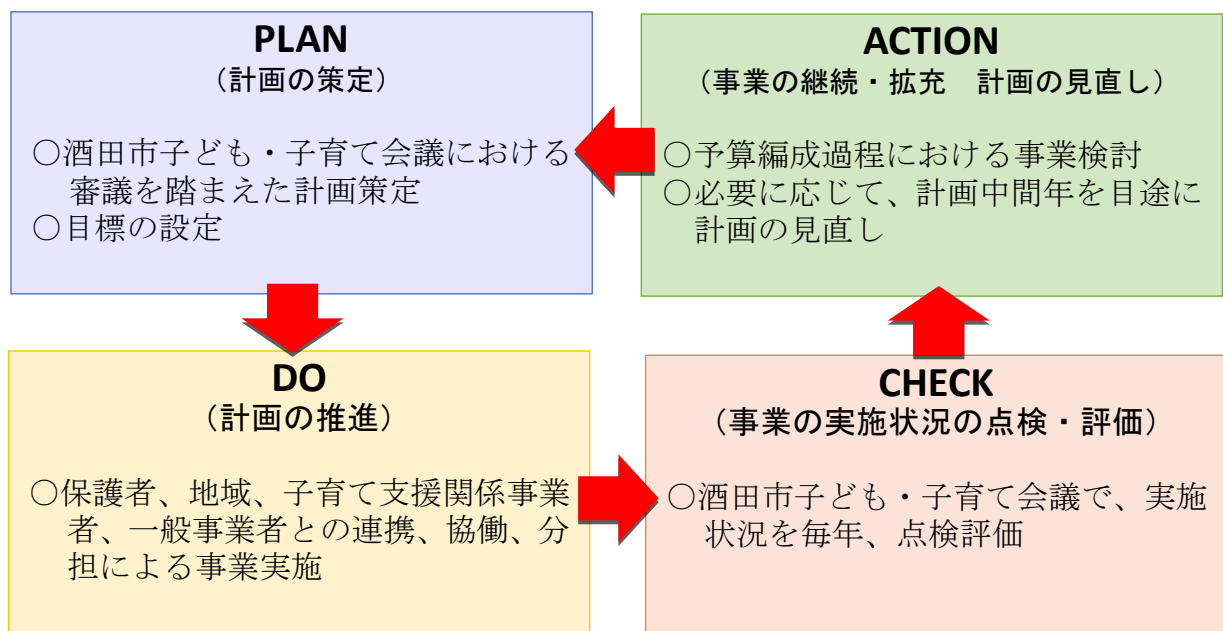 PLAN
（計画の策定）
○酒田市子ども・子育て会議における
審議を踏まえた計画策定
○目標の設定
ACTION
（事業の継続・拡充　計画の見直し）
○予算編成過程における事業検討
○必要に応じて、計画中間年を目途に
計画の見直し
DO
（計画の推進）
○保護者、地域、子育て支援関係事業
者、一般事業者との連携、協働、分
担による事業実施
CHECK
（事業の実施状況の点検・評価）
○酒田市子ども・子育て会議で、実施
状況を毎年、点検評価